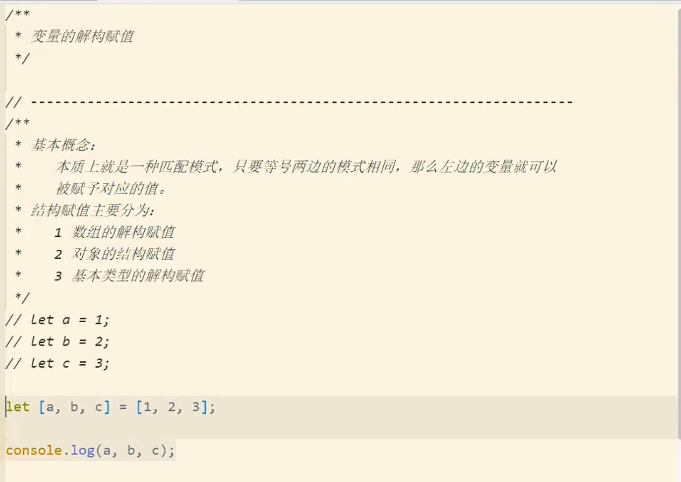 /**
 * 变量的解构赋值
 */
// -------------------------------------------------------------------
/**
 * 基本概念：
 *    本质上就是一种匹配模式，只要等号两边的模式相同，那么左边的变量就可以
 *    被赋予对应的值。
 * 结构赋值主要分为：
 *    1 数组的解构赋值
 *    2 对象的结构赋值
 *    3 基本类型的解构赋值
 */
// let a = 1;
// let b = 2;
// let c = 3;
let [a, b, c] = [1, 2, 3];
console.log(a, b, c);